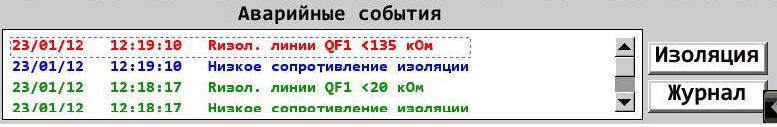 Аварийные события
23/01/12 12:19:10 Rизол. линии QF1 <135 кОм
23/01/12 12:19:10 Низкое сопротивление изоляции
23/01/12 12:18:17 Rизол. линии QF1 <20 кОм
23/01/12 12:18:17 Низкое сопротивление изоляции
Изоляция
Журнал